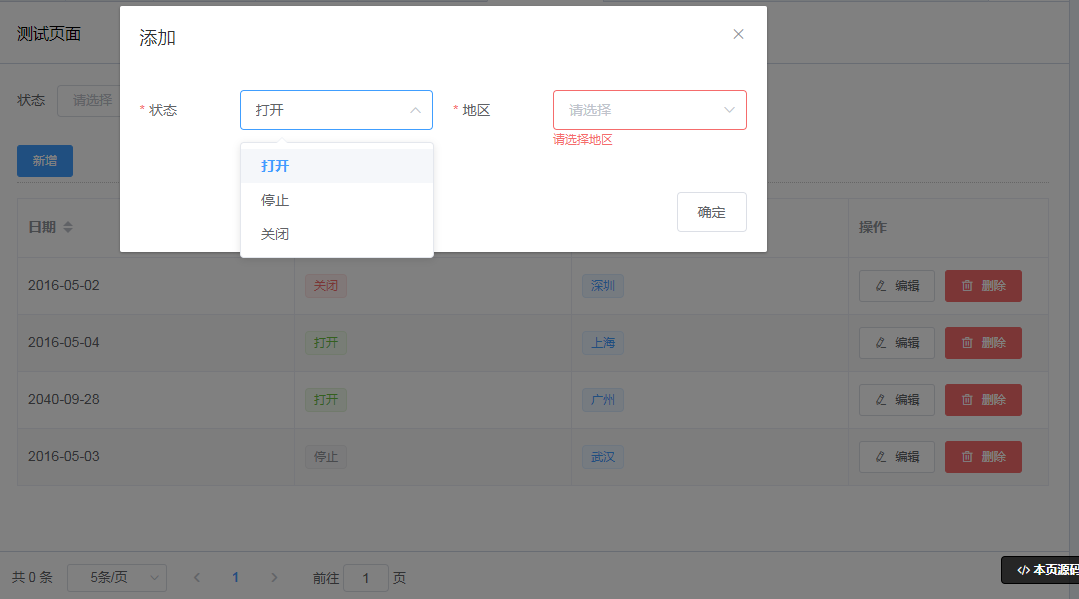 测试页面
添加
状态 请选择
* 状态 打开 * 地区 请选择
请选择地区
打开
停止
关闭
新增
确定
日期 操作
2016-05-02 关闭 深圳 编辑 删除
2016-05-04 打开 上海 编辑 删除
2040-09-28 打开 广州 编辑 删除
2016-05-03 停止 武汉 编辑 删除
共 0 条 5条/页 1 前往 1 页
</> 本页源码